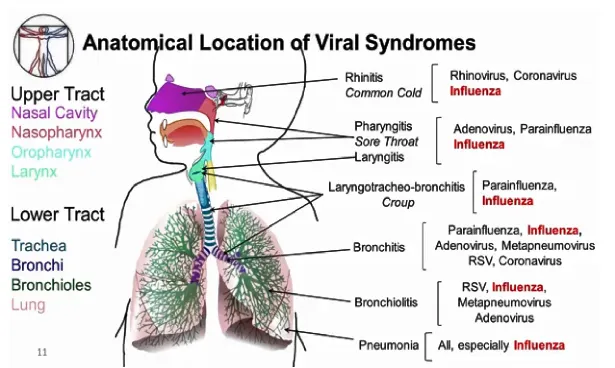 Anatomical Location of Viral Syndromes
Upper Tract
Nasal Cavity
Nasopharynx
Oropharynx
Larynx
Lower Tract
Trachea
Bronchi
Bronchioles
Lung
Rhinitis
Common Cold
Rhinovirus, Coronavirus
Influenza
Pharyngitis
Sore Throat
Laryngitis
Adenovirus, Parainfluenza
Influenza
Laryngotracheo-bronchitis
Croup
Parainfluenza,
Influenza
Bronchitis
Parainfluenza, Influenza,
Adenovirus, Metapneumovirus
RSV, Coronavirus
Bronchiolitis
RSV, Influenza,
Metapneumovirus
Adenovirus
Pneumonia
All, especially Influenza
11